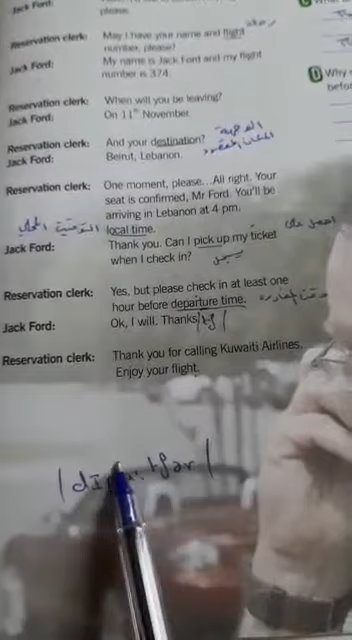 Jack Ford:
please.
رحلة
Reservation clerk: May I have your name and flight
number, please?
Jack Ford: My name is Jack Ford and my flight
number is 374.
Reservation clerk: When will you be leaving?
Jack Ford: On 11th November.
Reservation clerk: And your destination?
Jack Ford: Beirut, Lebanon.
Reservation clerk: One moment, please...All right. Your
seat is confirmed, Mr Ford. You'll be
arriving in Lebanon at 4 pm.
local time.
Jack Ford: Thank you. Can I pick up my ticket
when I check in?
يسجل
Reservation clerk: Yes, but please check in at least one
hour before departure time.
Jack Ford: Ok, I will. Thanks
Reservation clerk: Thank you for calling Kuwaiti Airlines.
Enjoy your flight.
D Why
befor